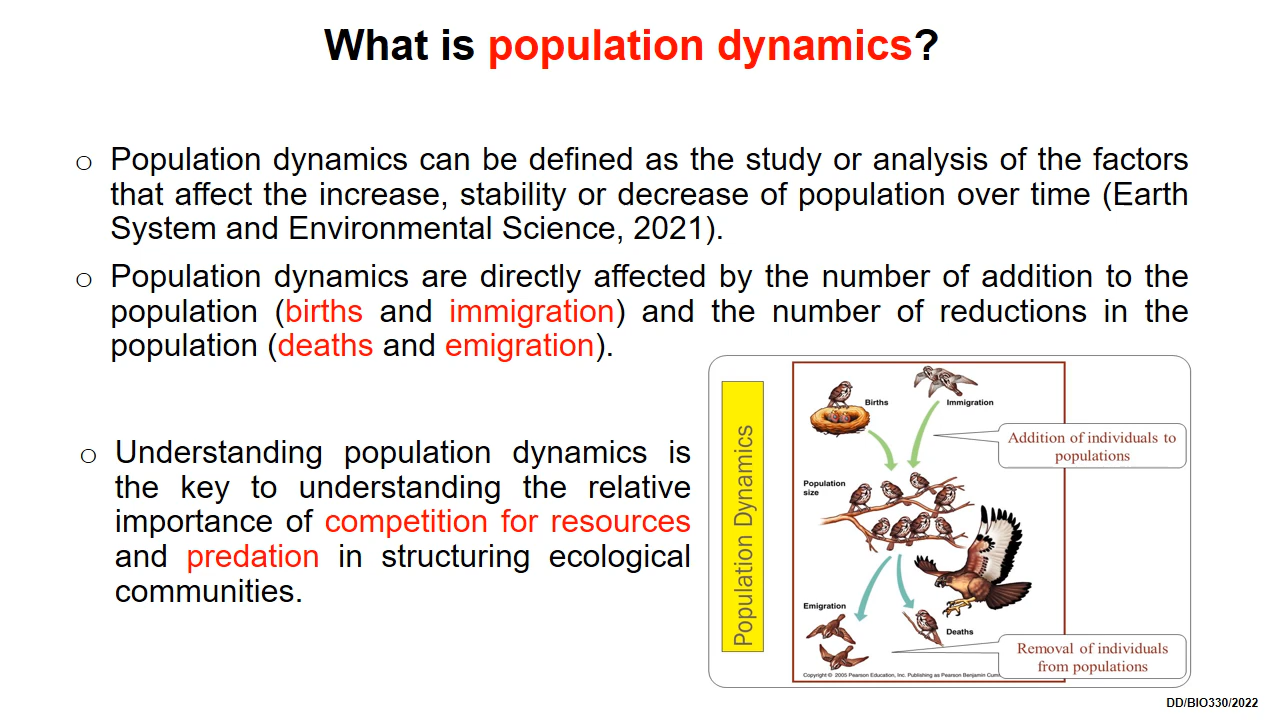 What is population dynamics?
o Population dynamics can be defined as the study or analysis of the factors
that affect the increase, stability or decrease of population over time (Earth
System and Environmental Science, 2021).
o Population dynamics are directly affected by the number of addition to the
population (births and immigration) and the number of reductions in the
population (deaths and emigration).
o Understanding population dynamics is
the key to understanding the relative
importance of competition for resources
and predation in structuring ecological
communities.
Population Dynamics
Births
Immigration
Addition of individuals to
populations
Population
size
Emigration
Deaths
Removal of individuals
from populations
Copyright © 2005 Pearson Education, Inc. Publishing as Pearson Benjamin
DD/BIO330/2022